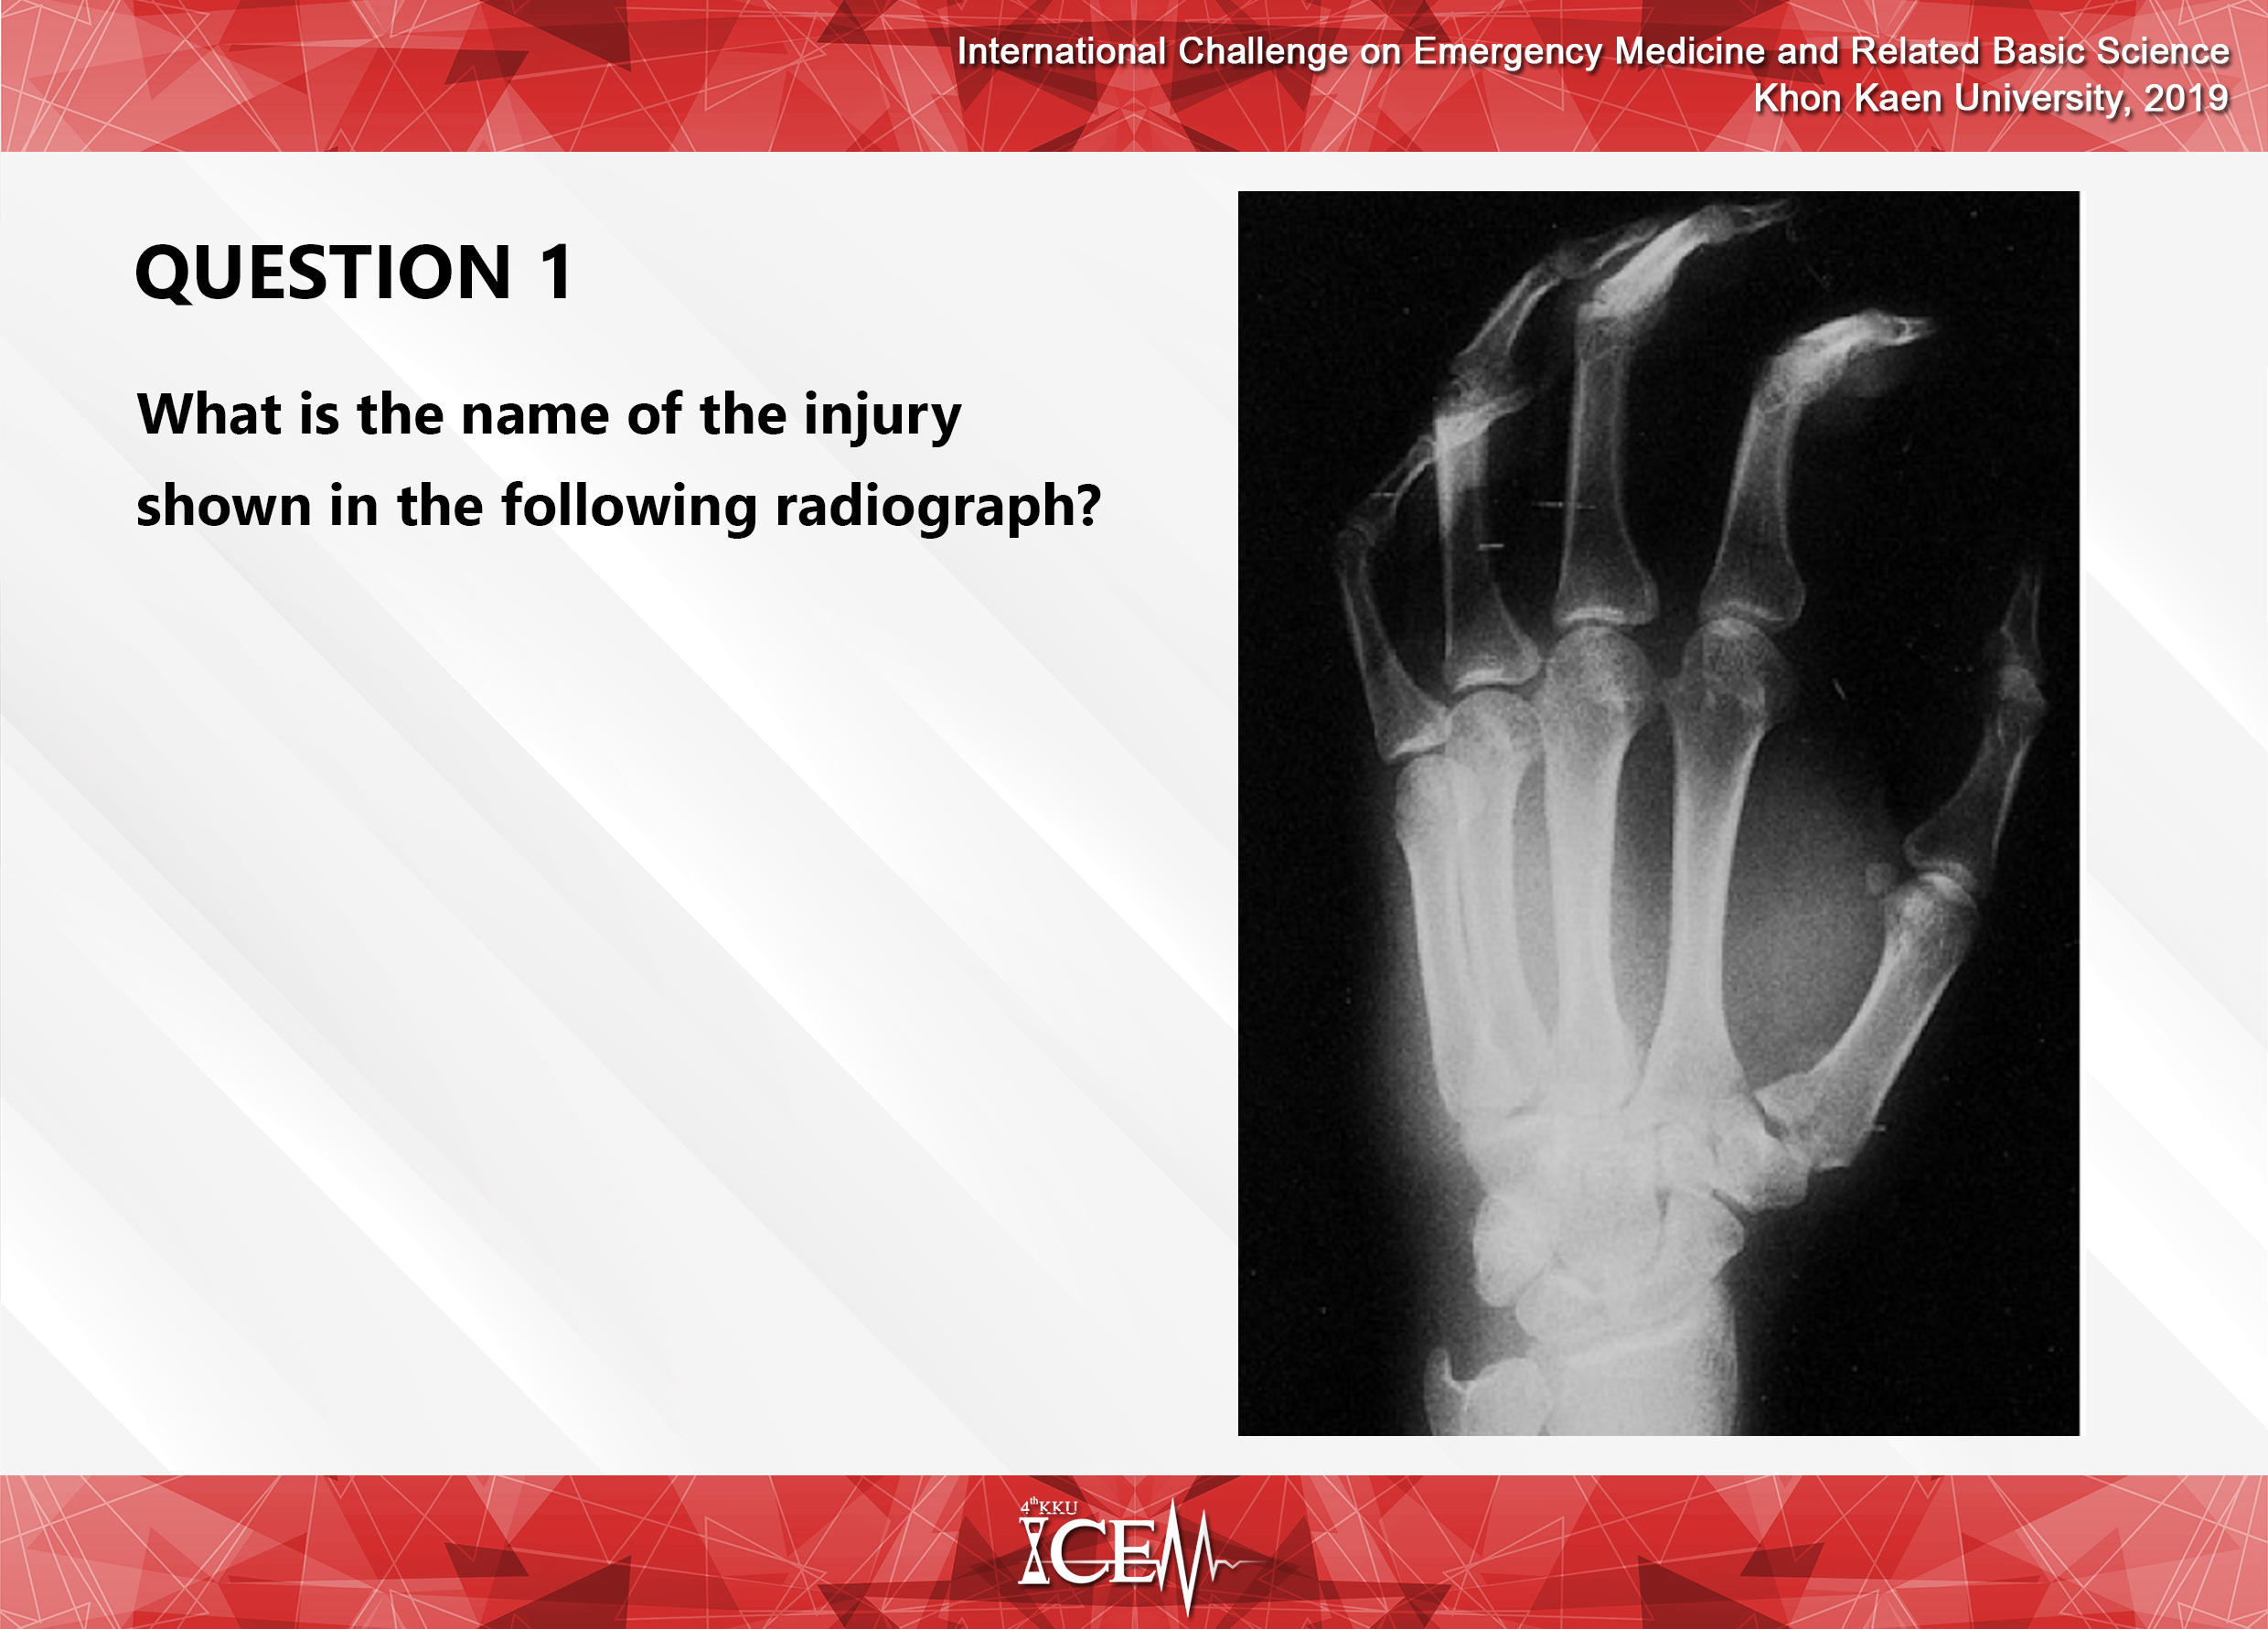 International Challenge on Emergency Medicine and Related Basic Science
Khon Kaen University, 2019
QUESTION 1
What is the name of the injury
shown in the following radiograph?
4th KKU
ICEM